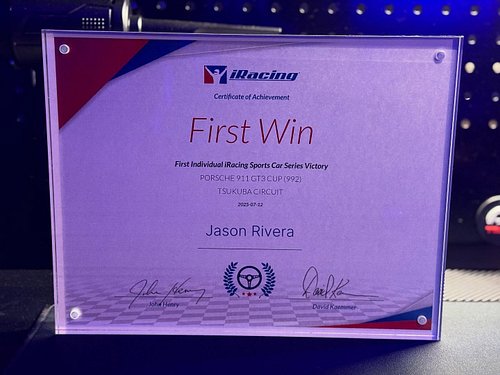 iRacing
Certificate of Achievement
First Win
First Individual iRacing Sports Car Series Victory
PORSCHE 911 GT3 CUP (992)
TSUKUBA CIRCUIT
2025-07-12
Jason Rivera
John Henry
David Kaemmer